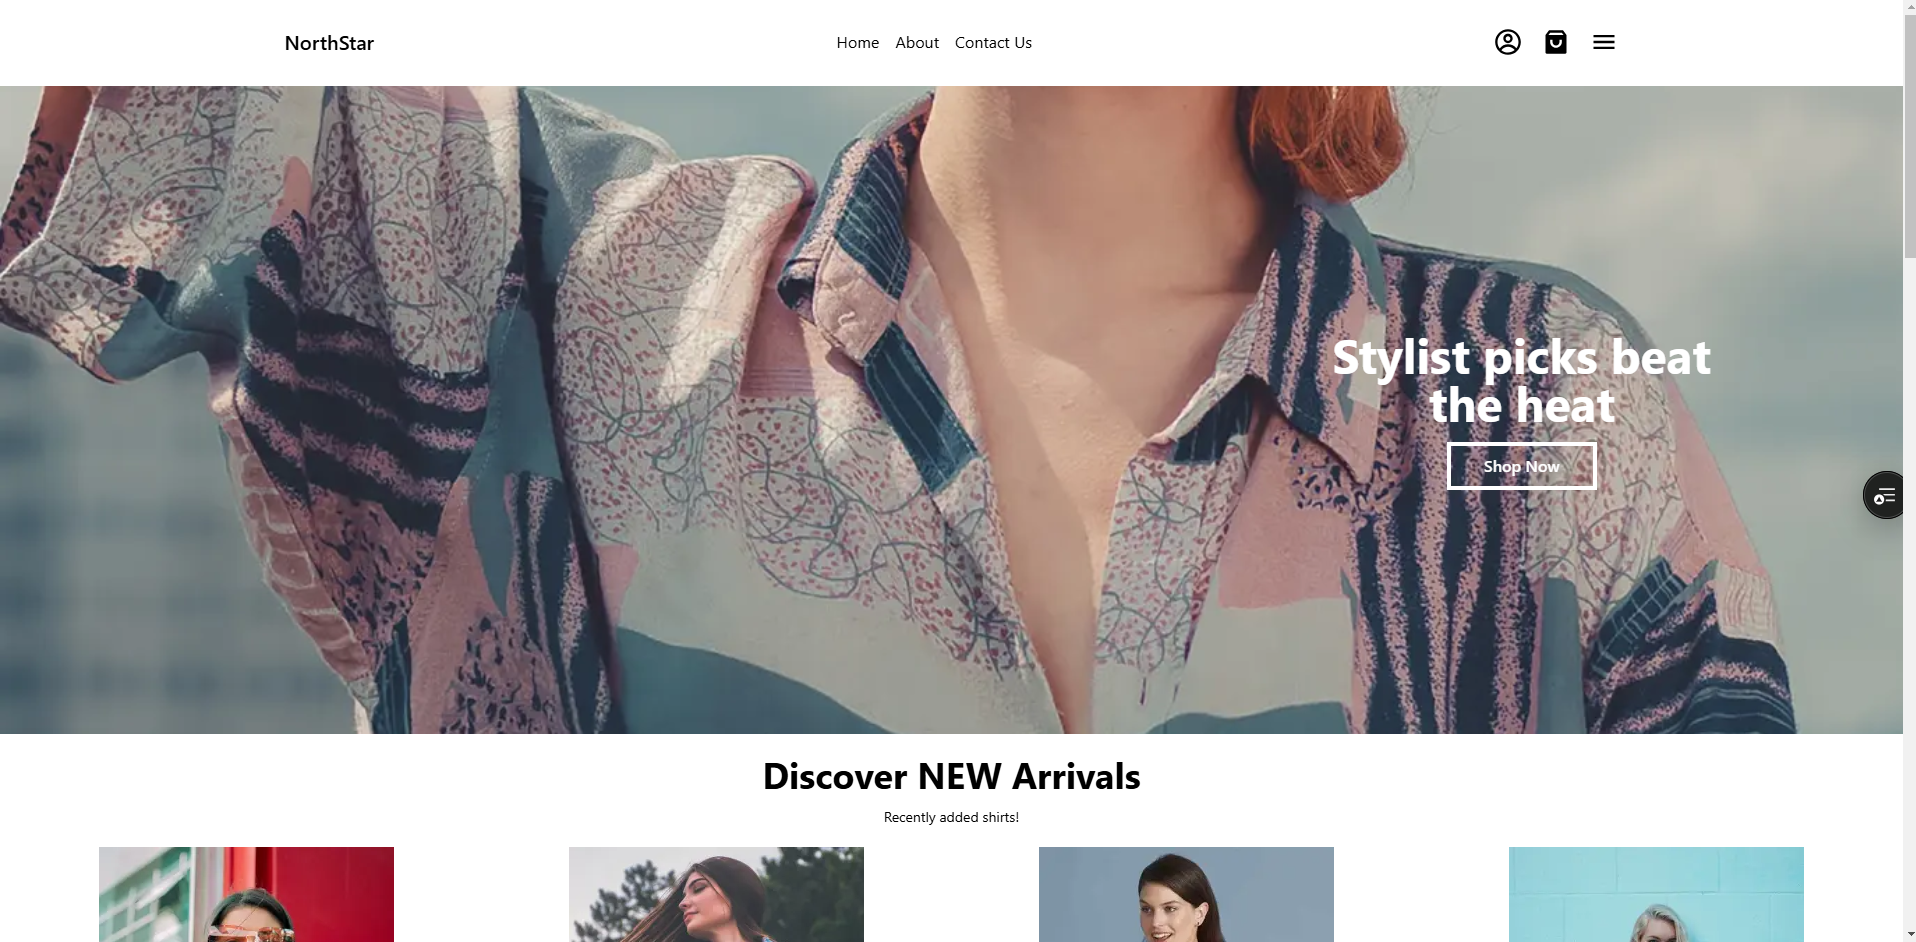 NorthStar
Home About Contact Us
Stylist picks beat
the heat
Shop Now
Discover NEW Arrivals
Recently added shirts!